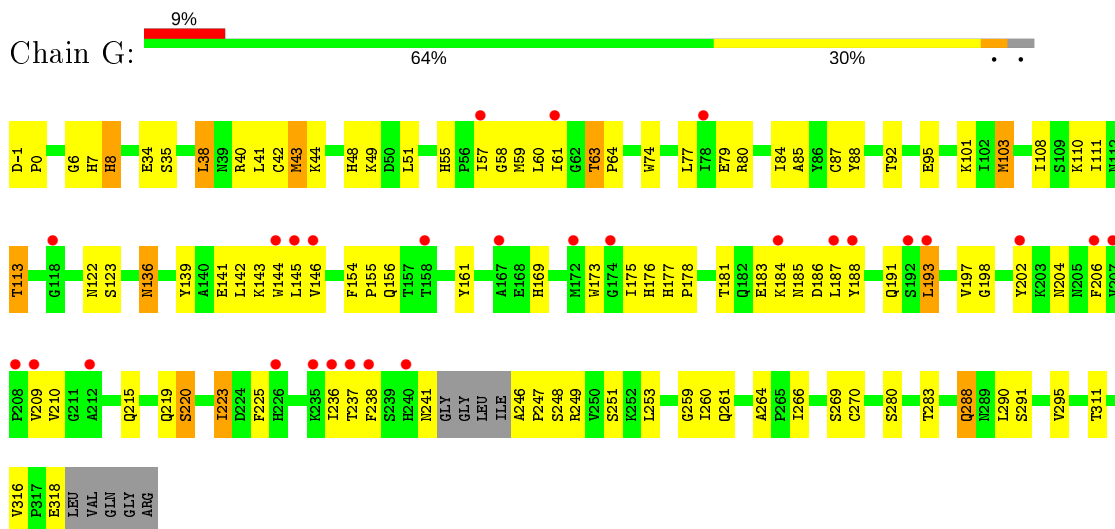 9%
Chain G:
64% 30% • •
D-1 P0 G6 H7 H8 E34 S35 L38 N39 R40 L41 C42 M43 K44 H48 K49 D50 L51 H55 P56 I57 G58 M59 L60 I61 G62 T63 P64 W74 L77 I78 E79 R80 I84 A85 Y86 C87 Y88 T92 E95 K101 I102 M103 I108 S109 K110 I111 N112
T113 G118 N122 S123 N136 Y139 A140 E141 L142 K143 W144 L145 V146 F154 P155 Q156 T157 T158 Y161 A167 E168 H169 M172 W173 G174 I175 H176 H177 P178 T181 Q182 E183 K184 N185 D186 L187 Y188 Q191 S192 L193 V197 G198 Y202 K203 N204 N205 F206 V207
P208 V209 V210 G211 A212 Q215 Q219 S220 I223 D224 F225 H226 K235 I236 T237 F238 S239 H240 N241 GLY GLY LEU ILE A246 P247 S248 R249 V250 S251 K252 L253 G259 I260 Q261 A264 P265 I266 S269 C270 S280 T283 Q288 N289 L290 S291 V295 T311
V316 P317 E318 LEU VAL GLN GLY ARG